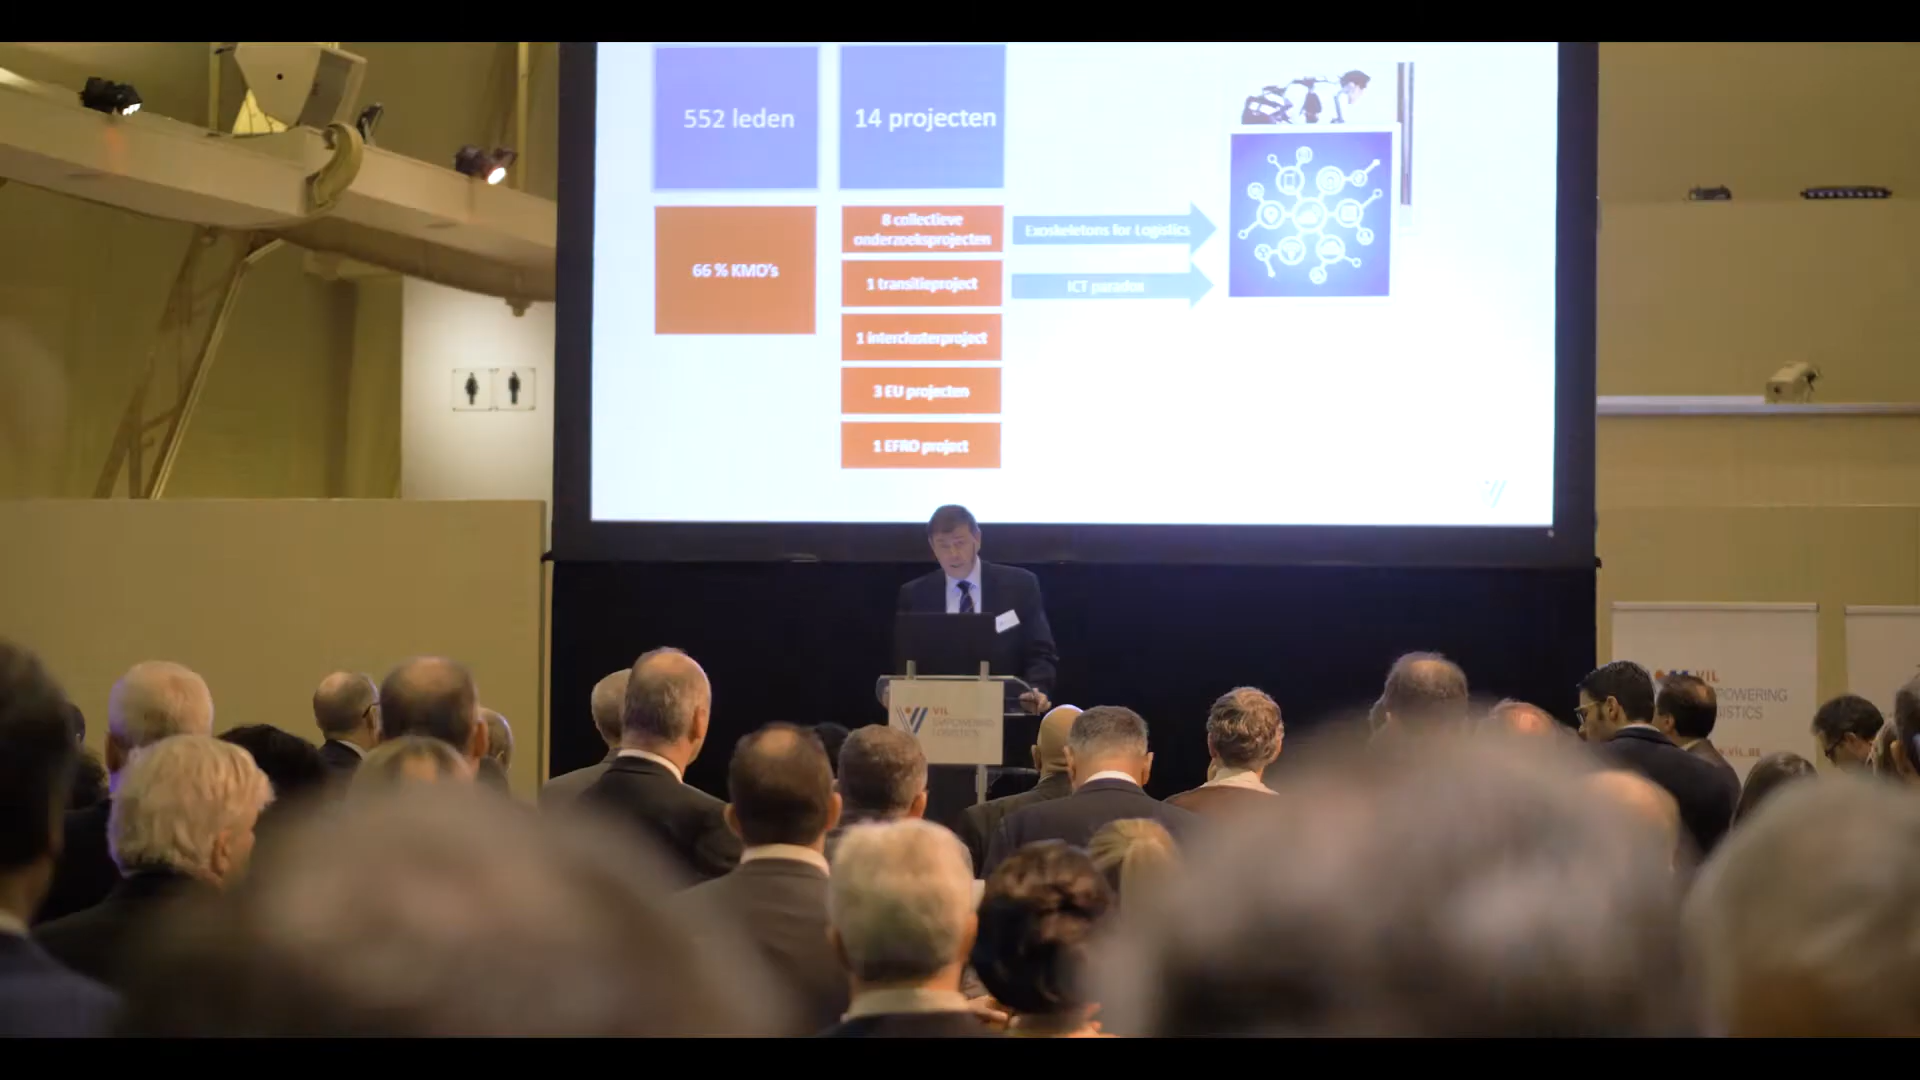 552 leden
14 projecten
66 % KMO's
8 collectieve
onderzoeksprojecten
1 transitieproject
1 interclusterproject
3 EU projecten
1 EFRO project
Exoskeletons for Logistics
ICT paradox
VIL
EMPOWERING
LOGISTICS
VIL